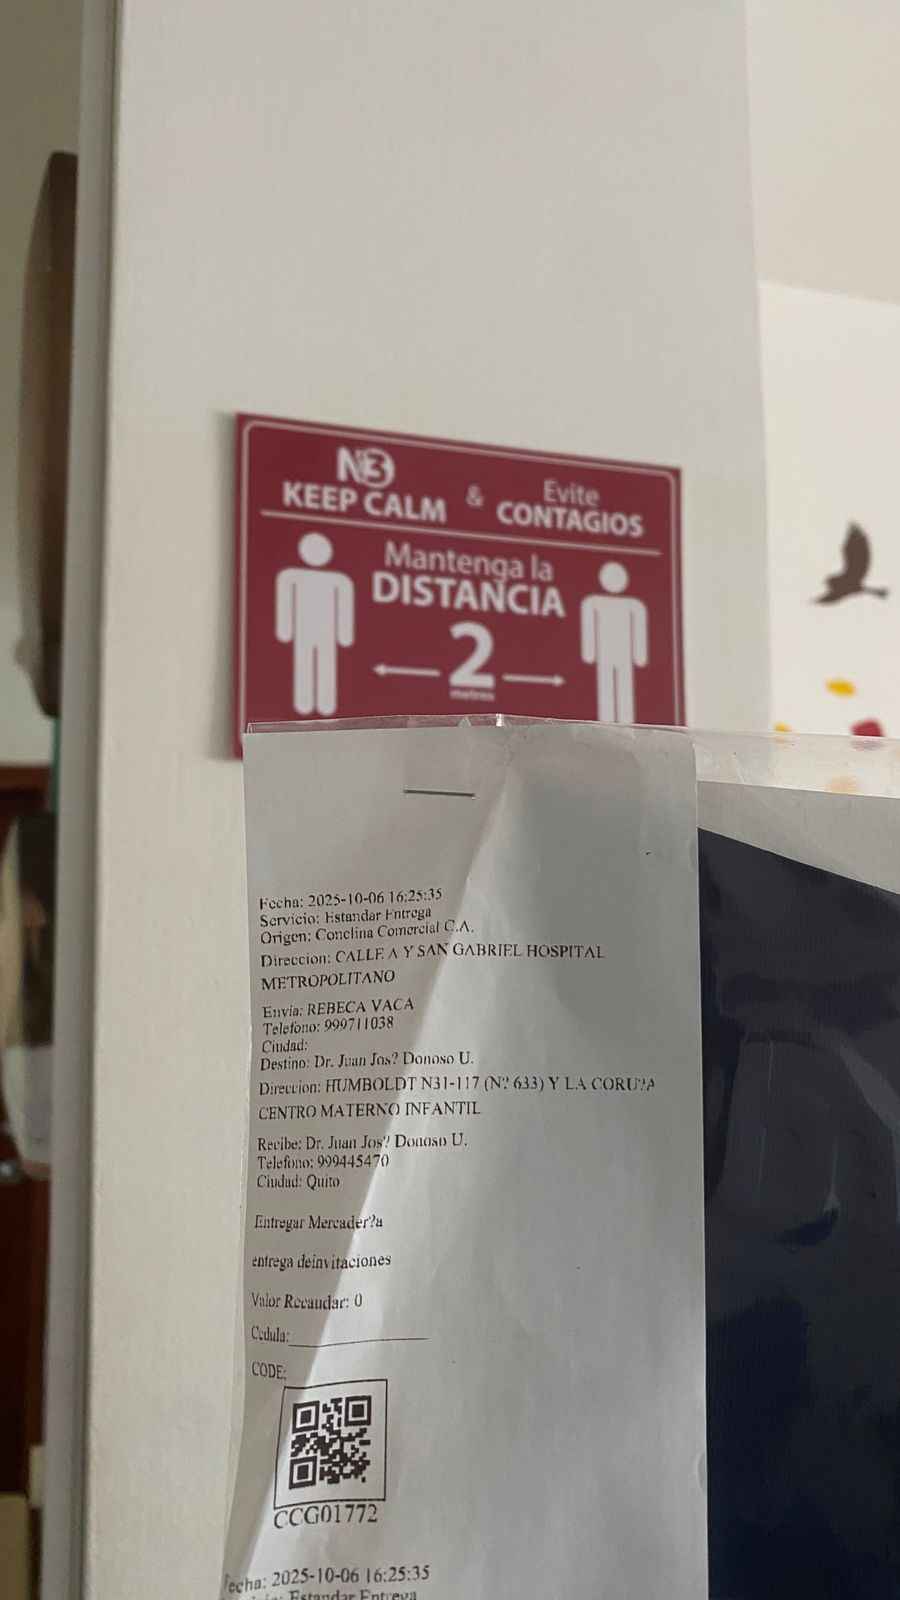 N3
KEEP CALM & Evite CONTAGIOS
Mantenga la
DISTANCIA
2
metros
Fecha: 2025-10-06 16:25:35
Servicio: Estandar Entrega
Origen: Conclina Comercial C.A.
Direccion: CALLE A Y SAN GABRIEL HOSPITAL
METROPOLITANO
Envia: REBECA VACA
Telefono: 999711038
Ciudad:
Destino: Dr. Juan Jos? Donoso U.
Direccion: HUMBOLDT N31-117 (N? 633) Y LA CORU?A
CENTRO MATERNO INFANTIL
Recibe: Dr. Juan Jos? Donoso U.
Telefono: 999445470
Ciudad: Quito
Entregar Mercader?a
entrega deinvitaciones
Valor Recaudar: 0
Cedula:
CODE:
CCG01772
Fecha: 2025-10-06 16:25:35
Estandar Entrega